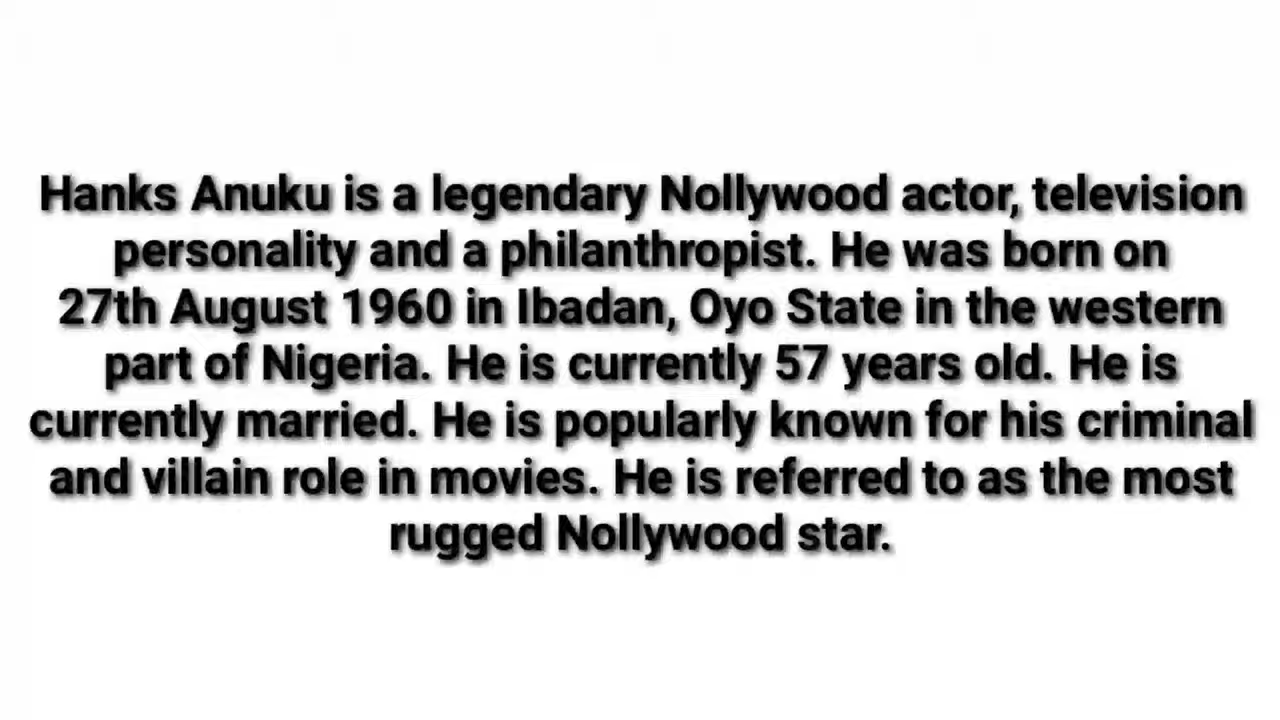 Hanks Anuku is a legendary Nollywood actor, television
personality and a philanthropist. He was born on
27th August 1960 in Ibadan, Oyo State in the western
part of Nigeria. He is currently 57 years old. He is
currently married. He is popularly known for his criminal
and villain role in movies. He is referred to as the most
rugged Nollywood star.